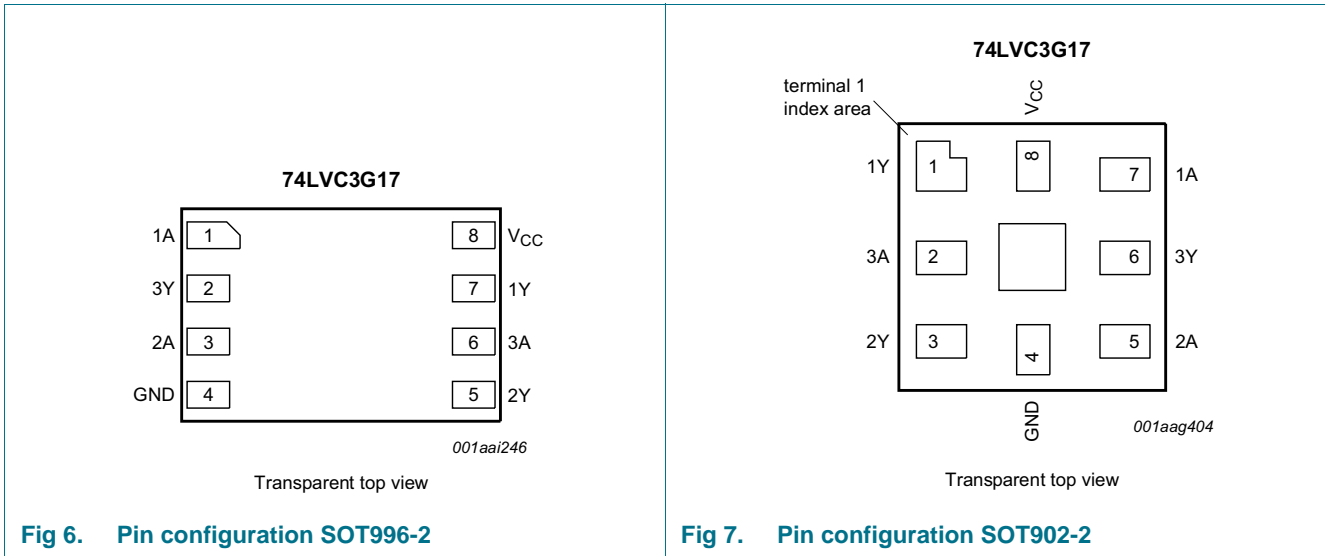 74LVC3G17
1A 1 8 VCC
3Y 2 7 1Y
2A 3 6 3A
GND 4 5 2Y
001aai246
Transparent top view
Fig 6. Pin configuration SOT996-2
74LVC3G17
terminal 1
index area
VCC
1Y 1 8 7 1A
3A 2 6 3Y
2Y 3 4 5 2A
GND
001aag404
Transparent top view
Fig 7. Pin configuration SOT902-2